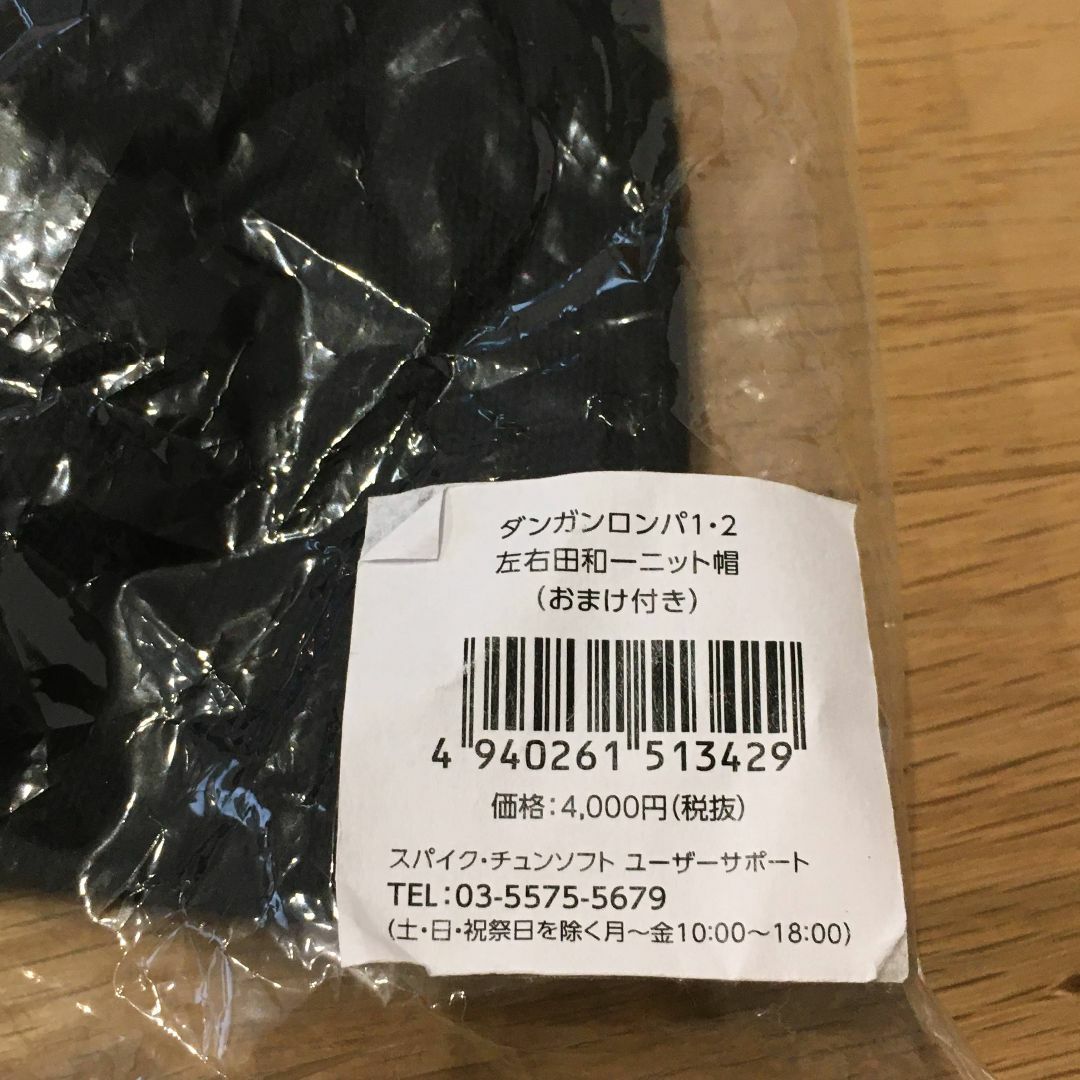 ダンガンロンパ1・2
左右田和一ニット帽
(おまけ付き)
4 940261 513429
価格:4,000円(税抜)
スパイク・チュンソフト ユーザーサポート
TEL:03-5575-5679
(土・日・祝祭日を除く月～金10:00～18:00)